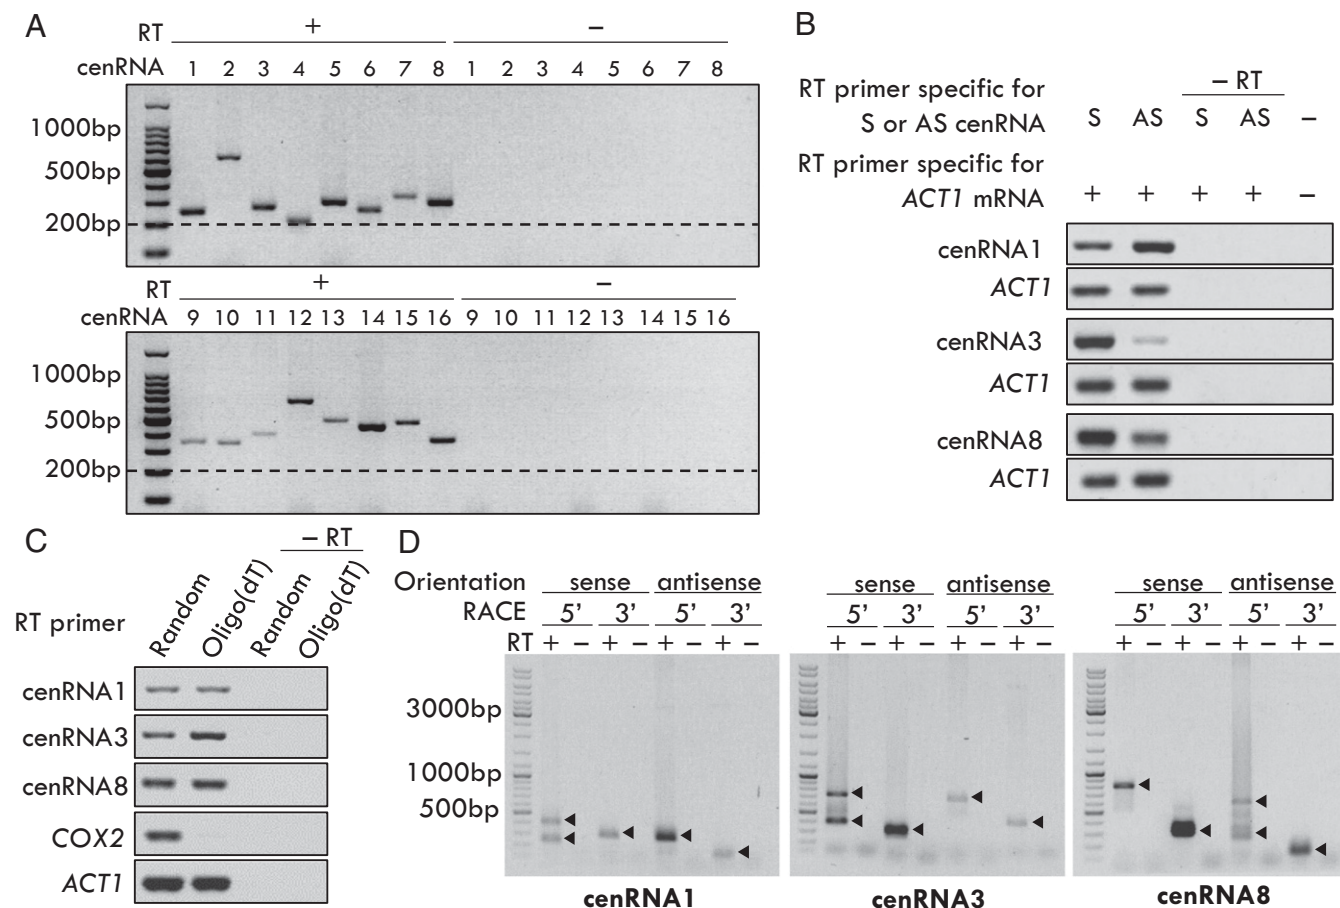 A
RT + –
cenRNA 1 2 3 4 5 6 7 8 1 2 3 4 5 6 7 8
1000bp
500bp
200bp
RT + –
cenRNA 9 10 11 12 13 14 15 16 9 10 11 12 13 14 15 16
1000bp
500bp
200bp
B
– RT
RT primer specific for
S or AS cenRNA S AS S AS –
RT primer specific for
ACT1 mRNA + + + + –
cenRNA1
ACT1
cenRNA3
ACT1
cenRNA8
ACT1
C
– RT
RT primer Random Oligo(dT) Random Oligo(dT)
cenRNA1
cenRNA3
cenRNA8
COX2
ACT1
D
Orientation sense antisense sense antisense sense antisense
RACE 5’ 3’ 5’ 3’ 5’ 3’ 5’ 3’ 5’ 3’ 5’ 3’
RT + – + – + – + – + – + – + – + – + – + – + – + –
3000bp
1000bp
500bp
cenRNA1 cenRNA3 cenRNA8